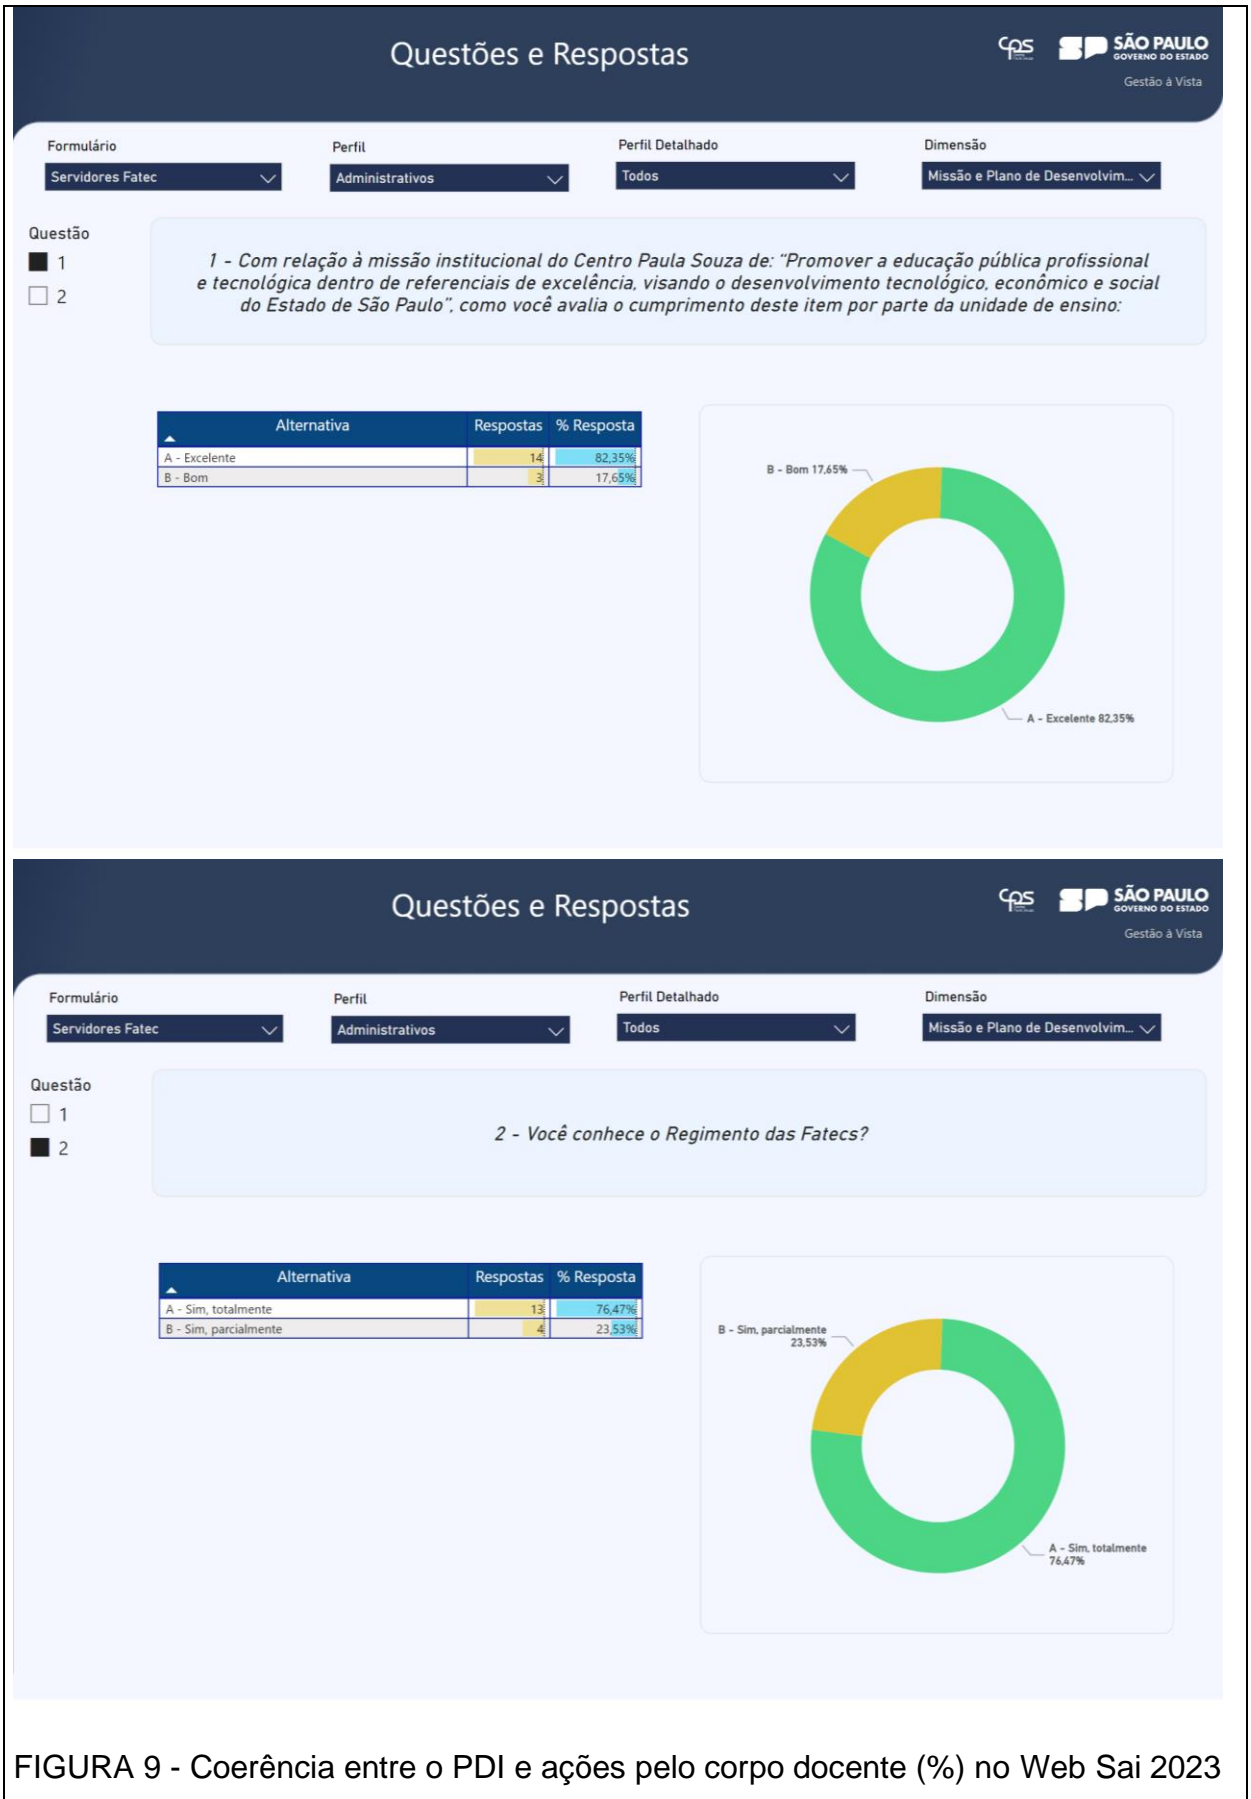 Questões e Respostas
cps
SÃO PAULO
GOVERNO DO ESTADO
Gestão à Vista
Formulário
Perfil
Perfil Detalhado
Dimensão
Servidores Fatec
Administrativos
Todos
Missão e Plano de Desenvolvim...
Questão
1
2
1 - Com relação à missão institucional do Centro Paula Souza de: “Promover a educação pública profissional
e tecnológica dentro de referenciais de excelência, visando o desenvolvimento tecnológico, econômico e social
do Estado de São Paulo”, como você avalia o cumprimento deste item por parte da unidade de ensino:
Alternativa Respostas % Resposta
A - Excelente 14 82,35%
B - Bom 3 17,65%
B - Bom 17,65%
A - Excelente 82,35%
Questões e Respostas
cps
SÃO PAULO
GOVERNO DO ESTADO
Gestão à Vista
Formulário
Perfil
Perfil Detalhado
Dimensão
Servidores Fatec
Administrativos
Todos
Missão e Plano de Desenvolvim...
Questão
1
2
2 - Você conhece o Regimento das Fatecs?
Alternativa Respostas % Resposta
A - Sim, totalmente 13 76,47%
B - Sim, parcialmente 4 23,53%
B - Sim, parcialmente
23,53%
A - Sim, totalmente
76,47%
FIGURA 9 - Coerência entre o PDI e ações pelo corpo docente (%) no Web Sai 2023